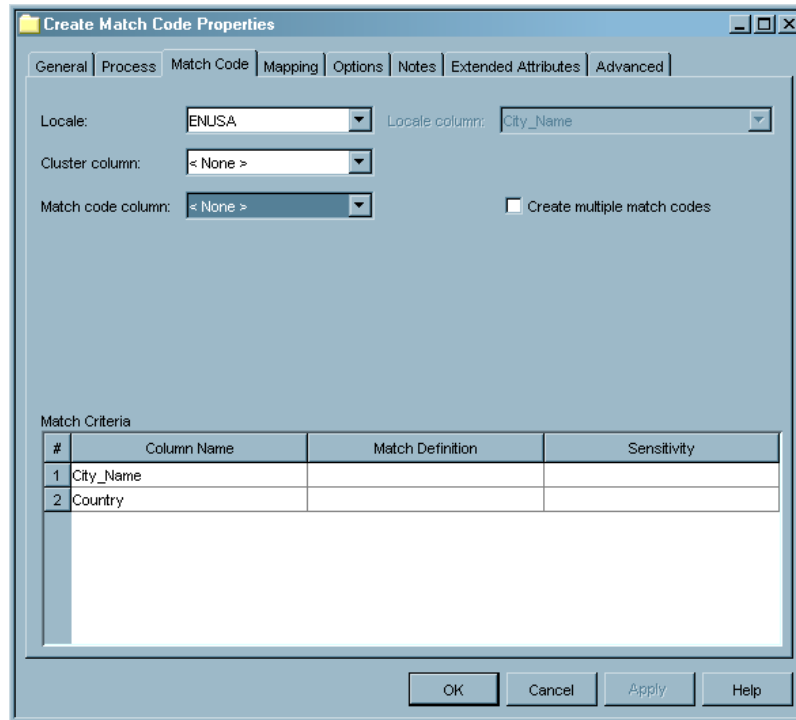 Create Match Code Properties
General Process Match Code Mapping Options Notes Extended Attributes Advanced
Locale: ENUSA Locale column: City_Name
Cluster column: < None >
Match code column: < None > Create multiple match codes
Match Criteria
# Column Name Match Definition Sensitivity
1 City_Name
2 Country
OK Cancel Apply Help